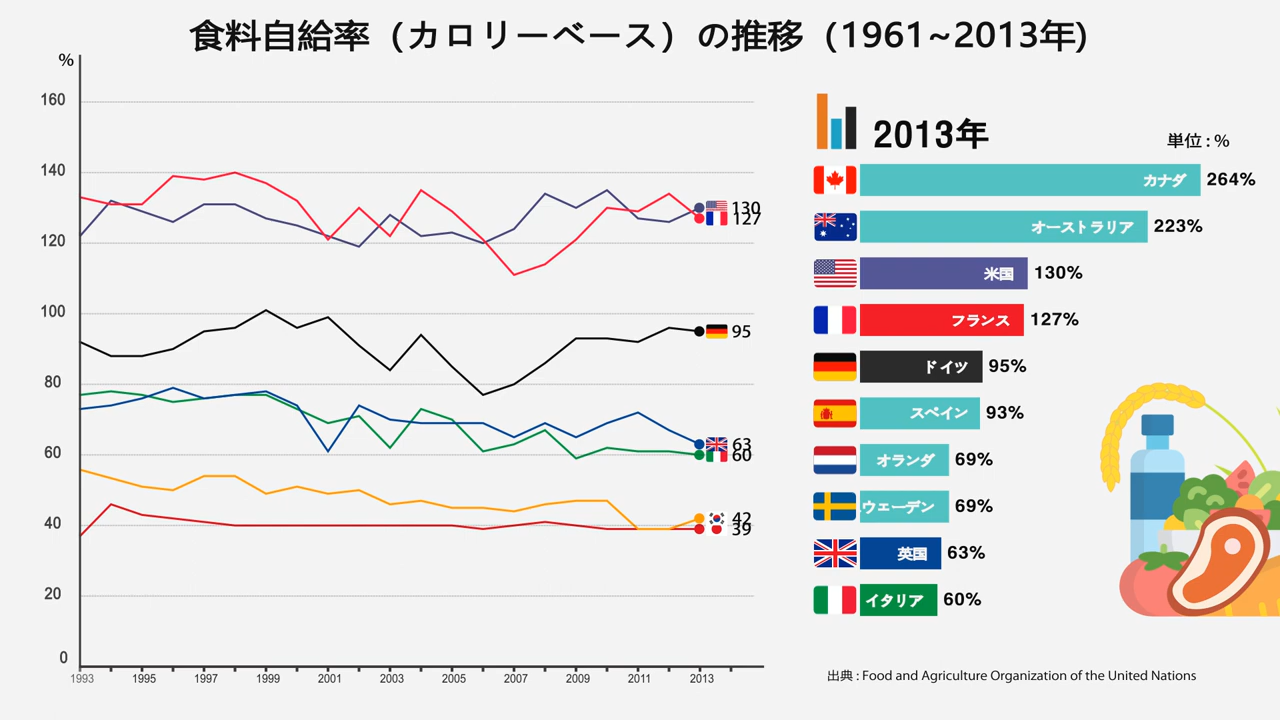 食料自給率（カロリーベース）の推移（1961~2013年)
%
160
140
120
100
80
60
40
20
0
1993 1995 1997 1999 2001 2003 2005 2007 2009 2011 2013
130
127
95
63
60
42
39
2013年
単位 : %
カナダ 264%
オーストラリア 223%
米国 130%
フランス 127%
ドイツ 95%
スペイン 93%
オランダ 69%
ウェーデン 69%
英国 63%
イタリア 60%
出典 : Food and Agriculture Organization of the United Nations